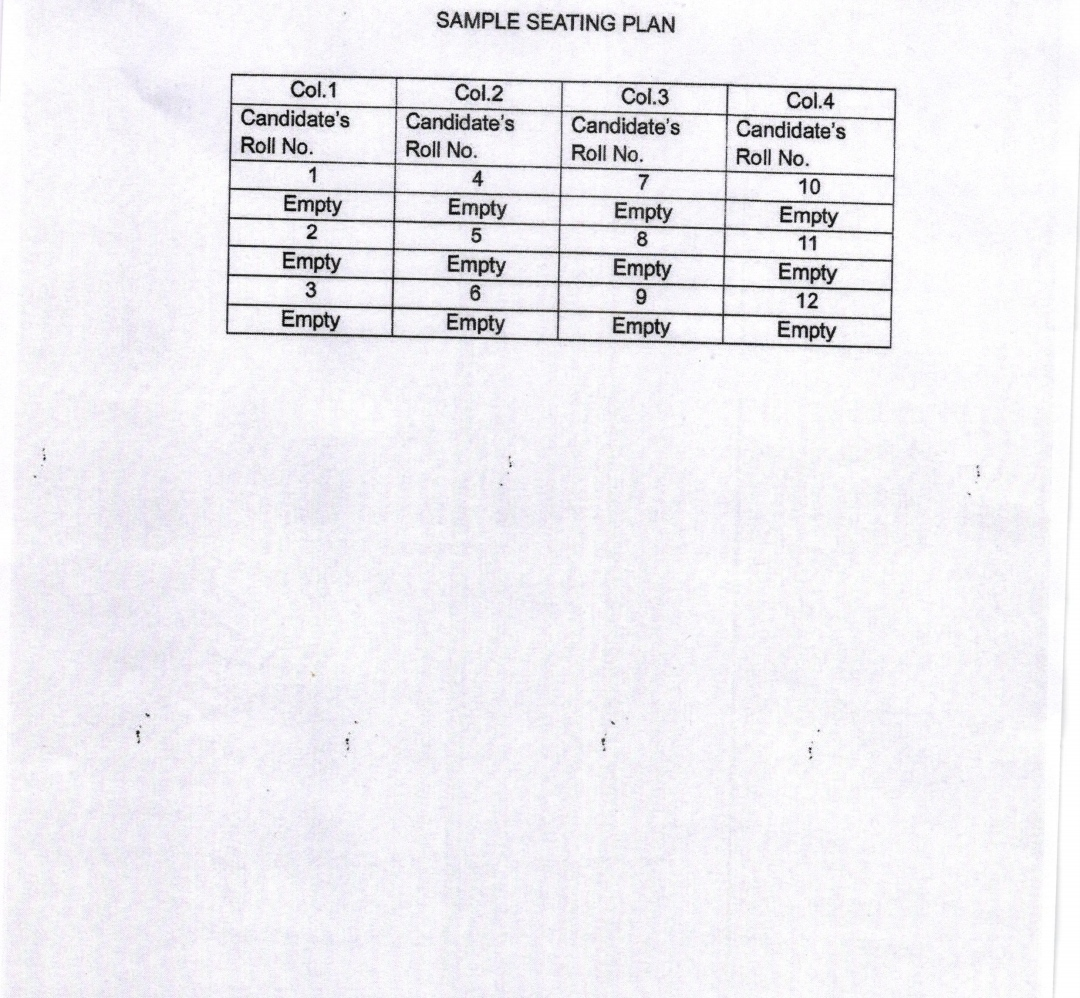 SAMPLE SEATING PLAN
Col.1 Col.2 Col.3 Col.4
Candidate's Candidate's Candidate's Candidate's
Roll No. Roll No. Roll No. Roll No.
1 4 7 10
Empty Empty Empty Empty
2 5 8 11
Empty Empty Empty Empty
3 6 9 12
Empty Empty Empty Empty